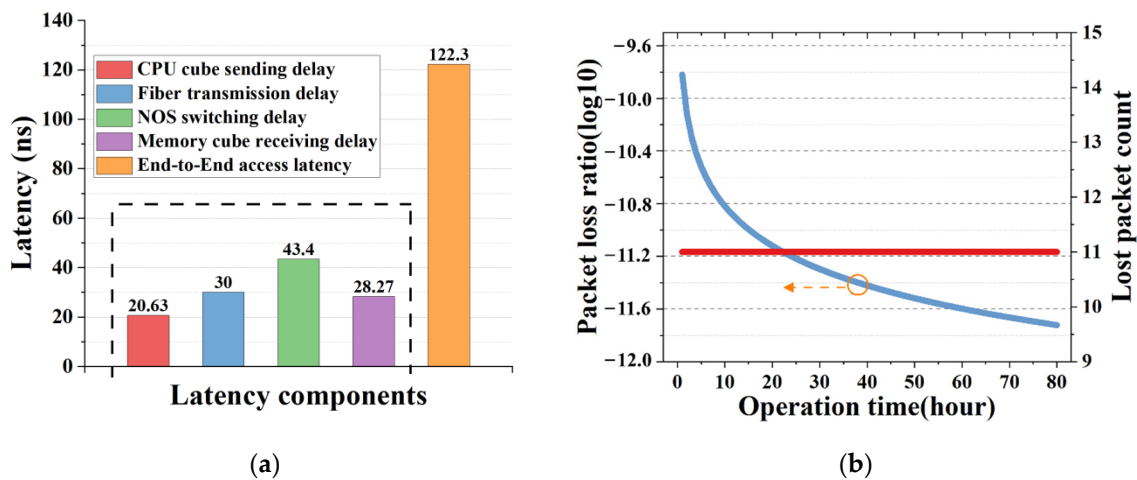 140
120
100
80
60
40
20
0
Latency (ns)
CPU cube sending delay
Fiber transmission delay
NOS switching delay
Memory cube receiving delay
End-to-End access latency
20.63
30
43.4
28.27
122.3
Latency components
(a)
−9.6
−10.0
−10.4
−10.8
−11.2
−11.6
−12.0
Packet loss ratio(log10)
15
14
13
12
11
10
9
Lost packet count
0 10 20 30 40 50 60 70 80
Operation time(hour)
(b)